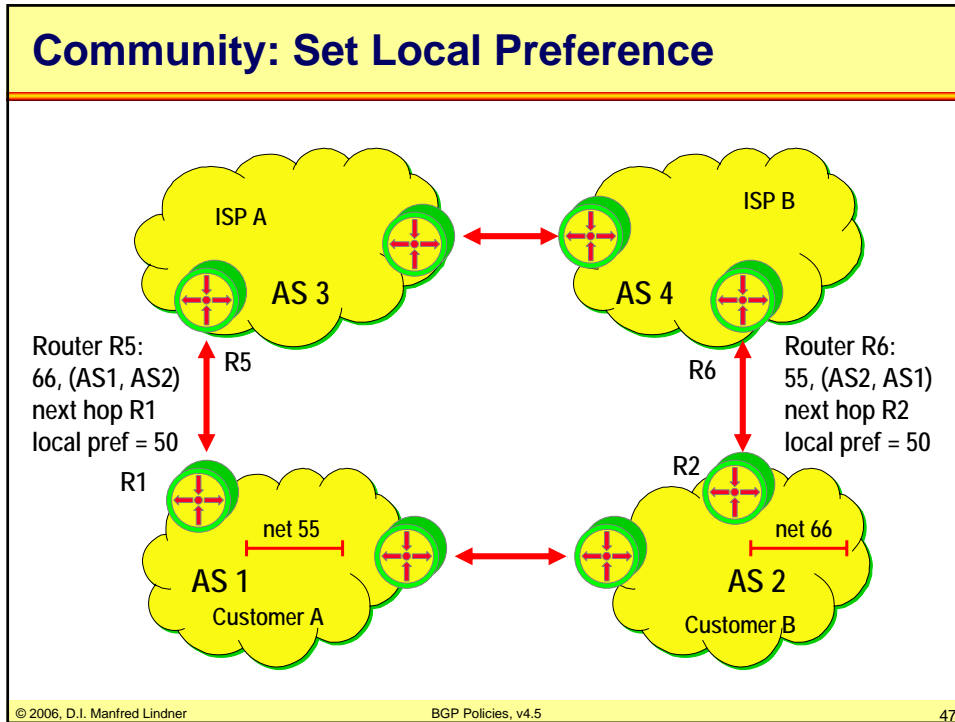 Community: Set Local Preference
ISP A
ISP B
AS 3
AS 4
Router R5:
66, (AS1, AS2)
next hop R1
local pref = 50
R5
R6
Router R6:
55, (AS2, AS1)
next hop R2
local pref = 50
R1
R2
net 55
net 66
AS 1
AS 2
Customer A
Customer B
© 2006, D.I. Manfred Lindner
BGP Policies, v4.5
47